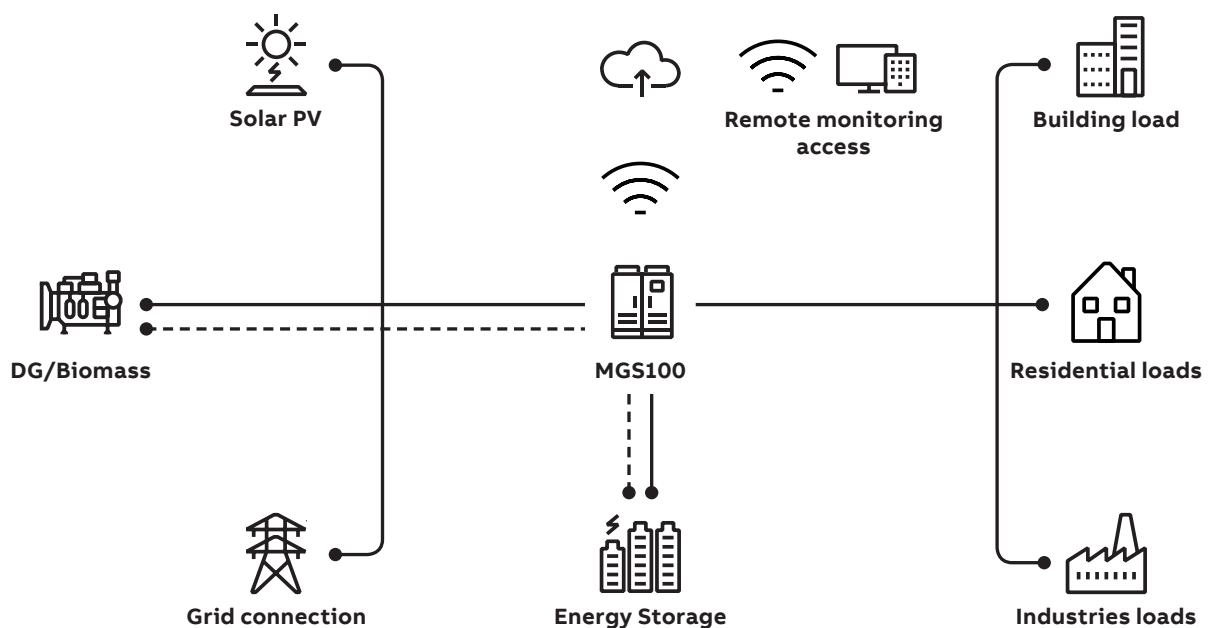 Solar PV
Remote monitoring
access
Building load
DG/Biomass
MGS100
Residential loads
Grid connection
Energy Storage
Industries loads